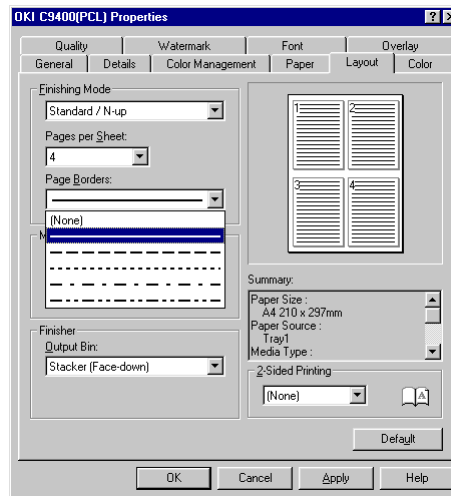 OKI C9400(PCL) Properties
Quality Watermark Font Overlay
General Details Color Management Paper Layout Color
Finishing Mode
Standard / N-up
Pages per Sheet:
4
Page Borders:
(None)
M
Finisher
Output Bin:
Stacker (Face-down)
1 2
3 4
Summary:
Paper Size :
A4 210 x 297mm
Paper Source :
Tray1
Media Type :
2-Sided Printing
(None)
A
Default
OK Cancel Apply Help